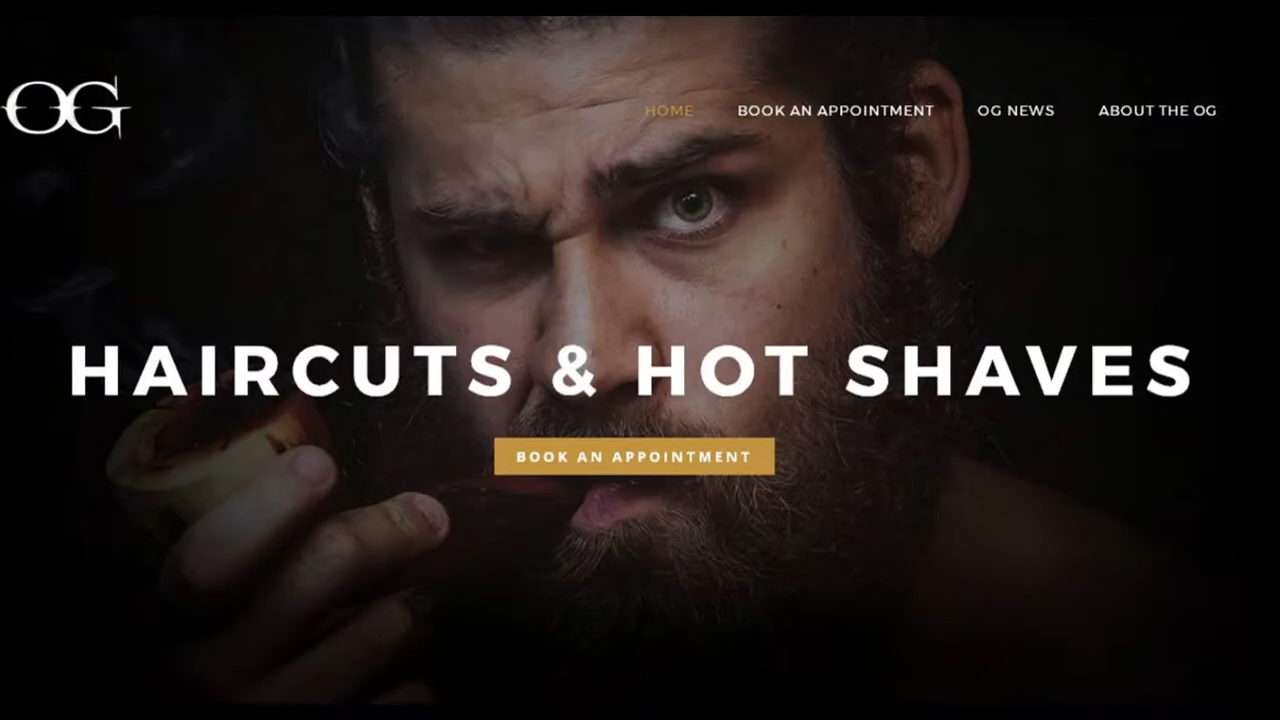 OG
HOME BOOK AN APPOINTMENT OG NEWS ABOUT THE OG
HAIRCUTS & HOT SHAVES
BOOK AN APPOINTMENT